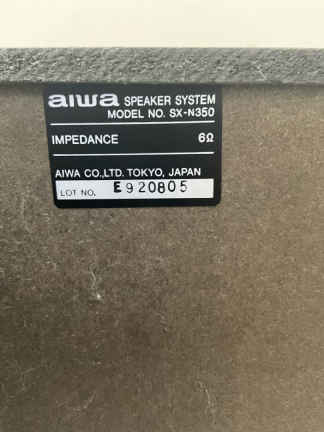 aiwa SPEAKER SYSTEM
MODEL NO. SX-N350
IMPEDANCE 6Ω
AIWA CO.,LTD. TOKYO, JAPAN
LOT NO. E920805